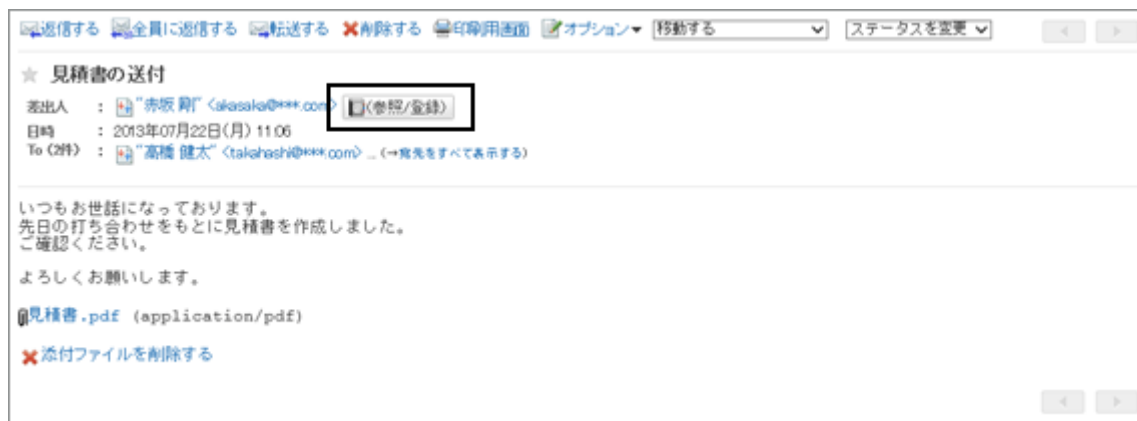 返信する 全員に返信する 転送する 削除する 印刷用画面 オプション 移動する ステータスを変更
見積書の送付
差出人 : "赤坂 剛" <akasaka@***.com> (参照/登録)
日時 : 2013年07月22日(月) 11:06
To (2件) : "高橋 健太" <takahashi@***.com> ... (→宛先をすべて表示する)
いつもお世話になっております。
先日の打ち合わせをもとに見積書を作成しました。
ご確認ください。
よろしくお願いします。
見積書.pdf (application/pdf)
添付ファイルを削除する